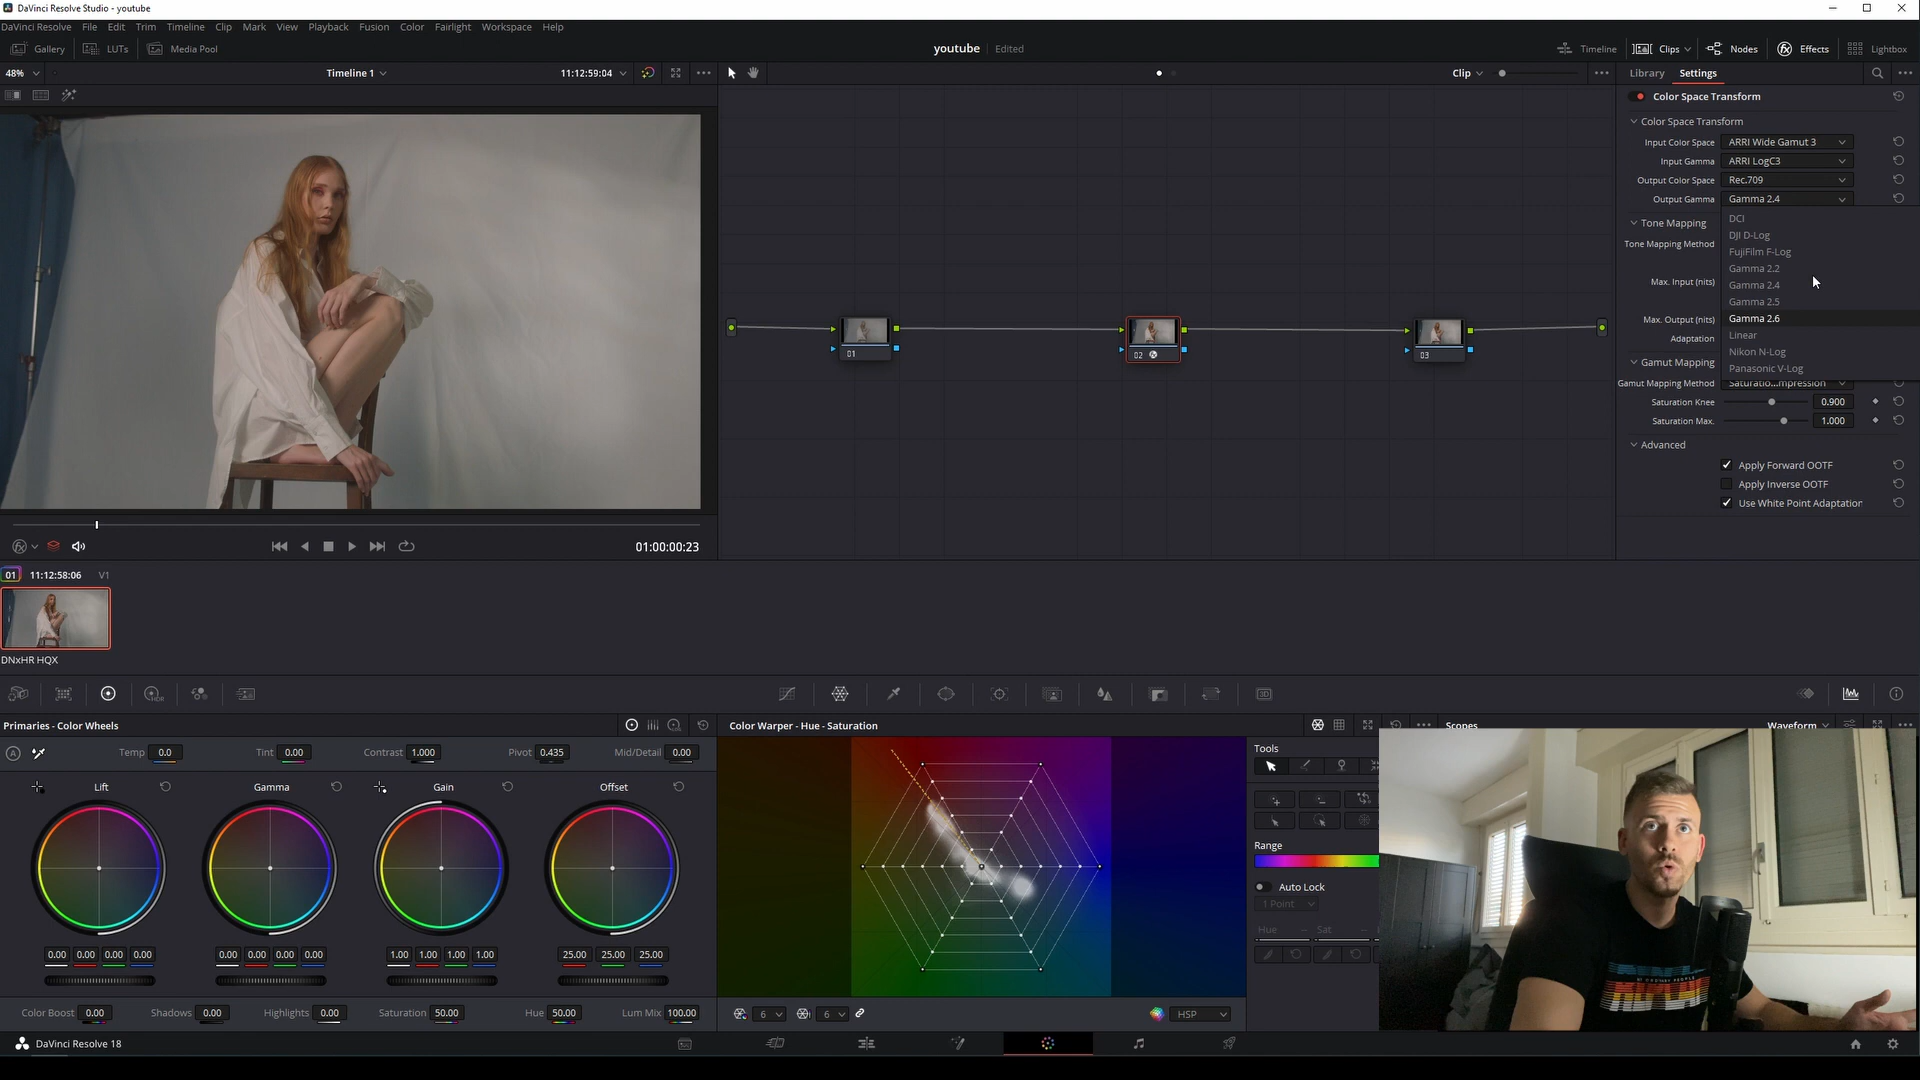 DaVinci Resolve Studio - youtube
DaVinci Resolve File Edit Trim Timeline Clip Mark View Playback Fusion Color Fairlight Workspace Help
Gallery LUTs Media Pool youtube Edited Timeline Clips Nodes Effects Lightbox
48% Timeline 1 11:12:59:04 Clip Library Settings
Color Space Transform
Color Space Transform
Input Color Space ARRI Wide Gamut 3
Input Gamma ARRI LogC3
Output Color Space Rec.709
Output Gamma Gamma 2.4
DCI
Tone Mapping
DJI D-Log
Tone Mapping Method
FujiFilm F-Log
Gamma 2.2
Max. Input (nits)
Gamma 2.4
Gamma 2.5
Max. Output (nits) Gamma 2.6
Adaptation Linear
Nikon N-Log
Gamut Mapping
Panasonic V-Log
Gamut Mapping Method Saturatio...mpression
Saturation Knee 0.900
Saturation Max. 1.000
Advanced
Apply Forward OOTF
Apply Inverse OOTF
Use White Point Adaptation
01 02 03
01:00:00:23
01 11:12:58:06 V1
DNxHR HQX
Primaries - Color Wheels Color Warper - Hue - Saturation Scopes Waveform
Temp 0.0 Tint 0.00 Contrast 1.000 Pivot 0.435 Mid/Detail 0.00 Tools
Lift Gamma Gain Offset
Range
Auto Lock
1 Point
Hue Sat
0.00 0.00 0.00 0.00 0.00 0.00 0.00 0.00 1.00 1.00 1.00 1.00 25.00 25.00 25.00
Color Boost 0.00 Shadows 0.00 Highlights 0.00 Saturation 50.00 Hue 50.00 Lum Mix 100.00 6 6 HSP
DaVinci Resolve 18